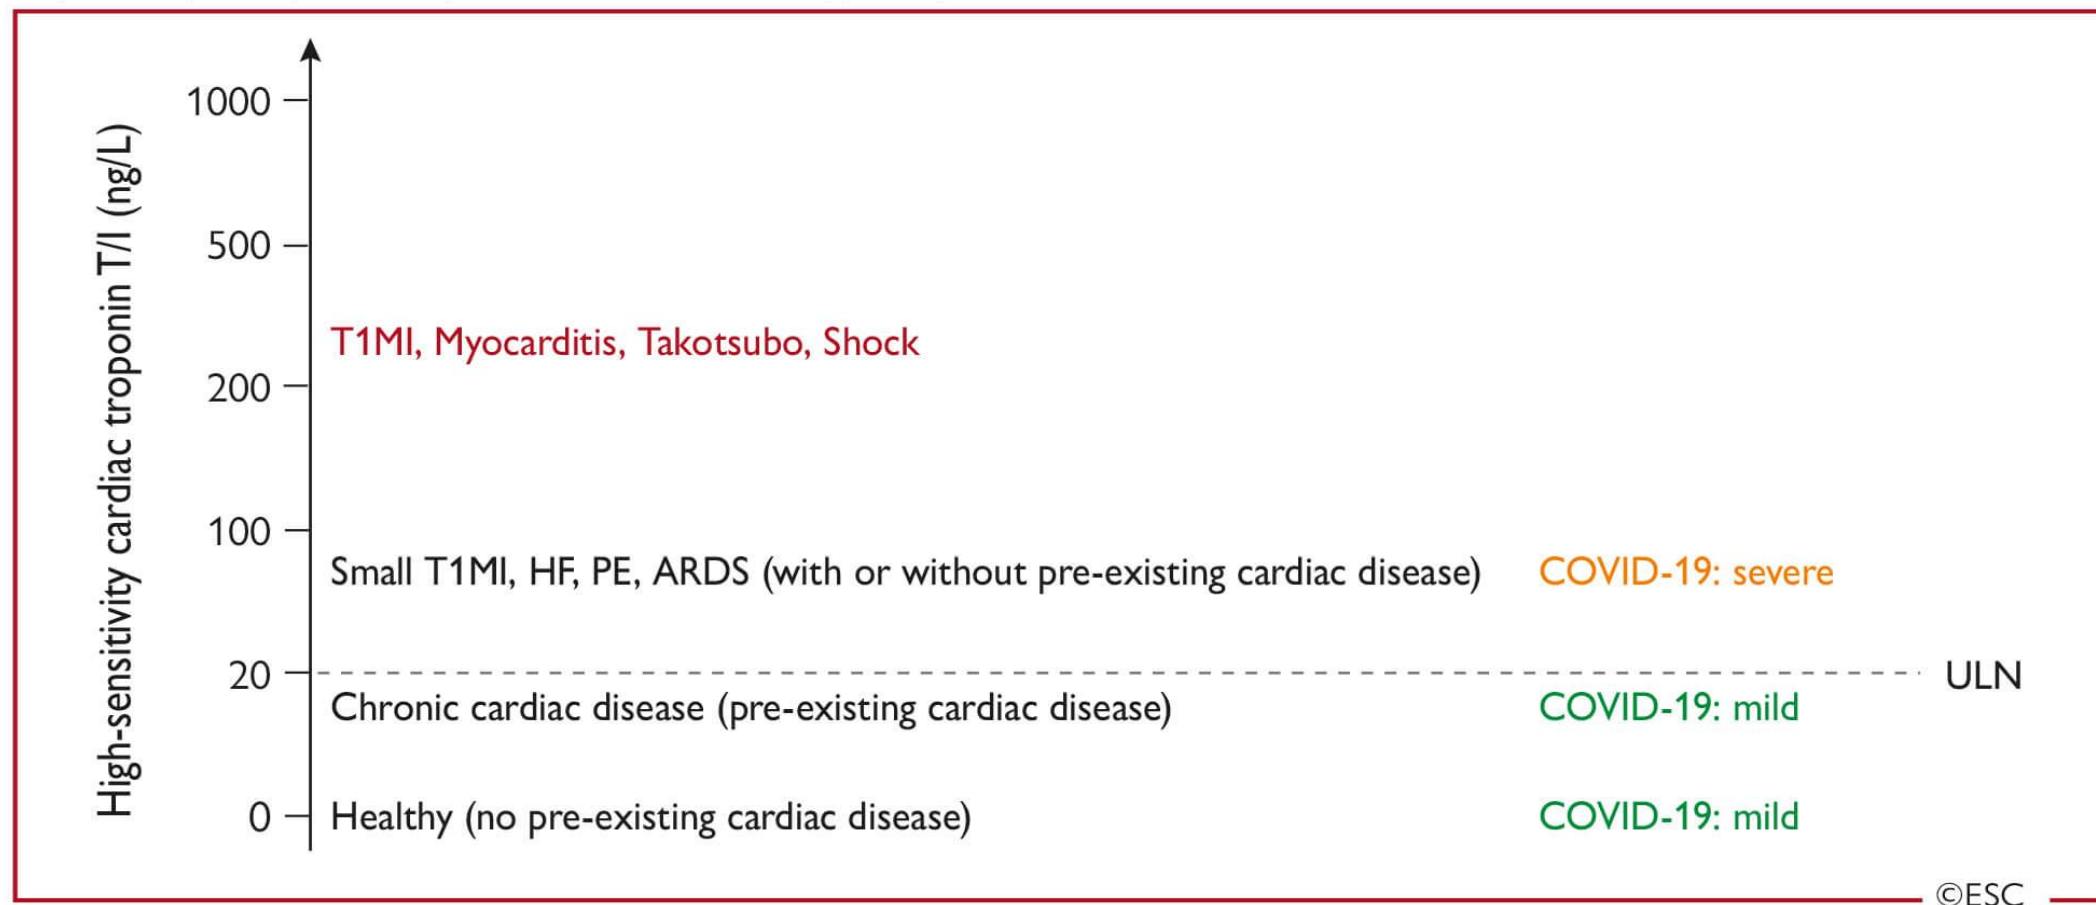 High-sensitivity cardiac troponin T/I (ng/L)
1000
500
T1MI, Myocarditis, Takotsubo, Shock
200
100
Small T1MI, HF, PE, ARDS (with or without pre-existing cardiac disease) COVID-19: severe
20 ULN
Chronic cardiac disease (pre-existing cardiac disease) COVID-19: mild
0 Healthy (no pre-existing cardiac disease) COVID-19: mild
©ESC